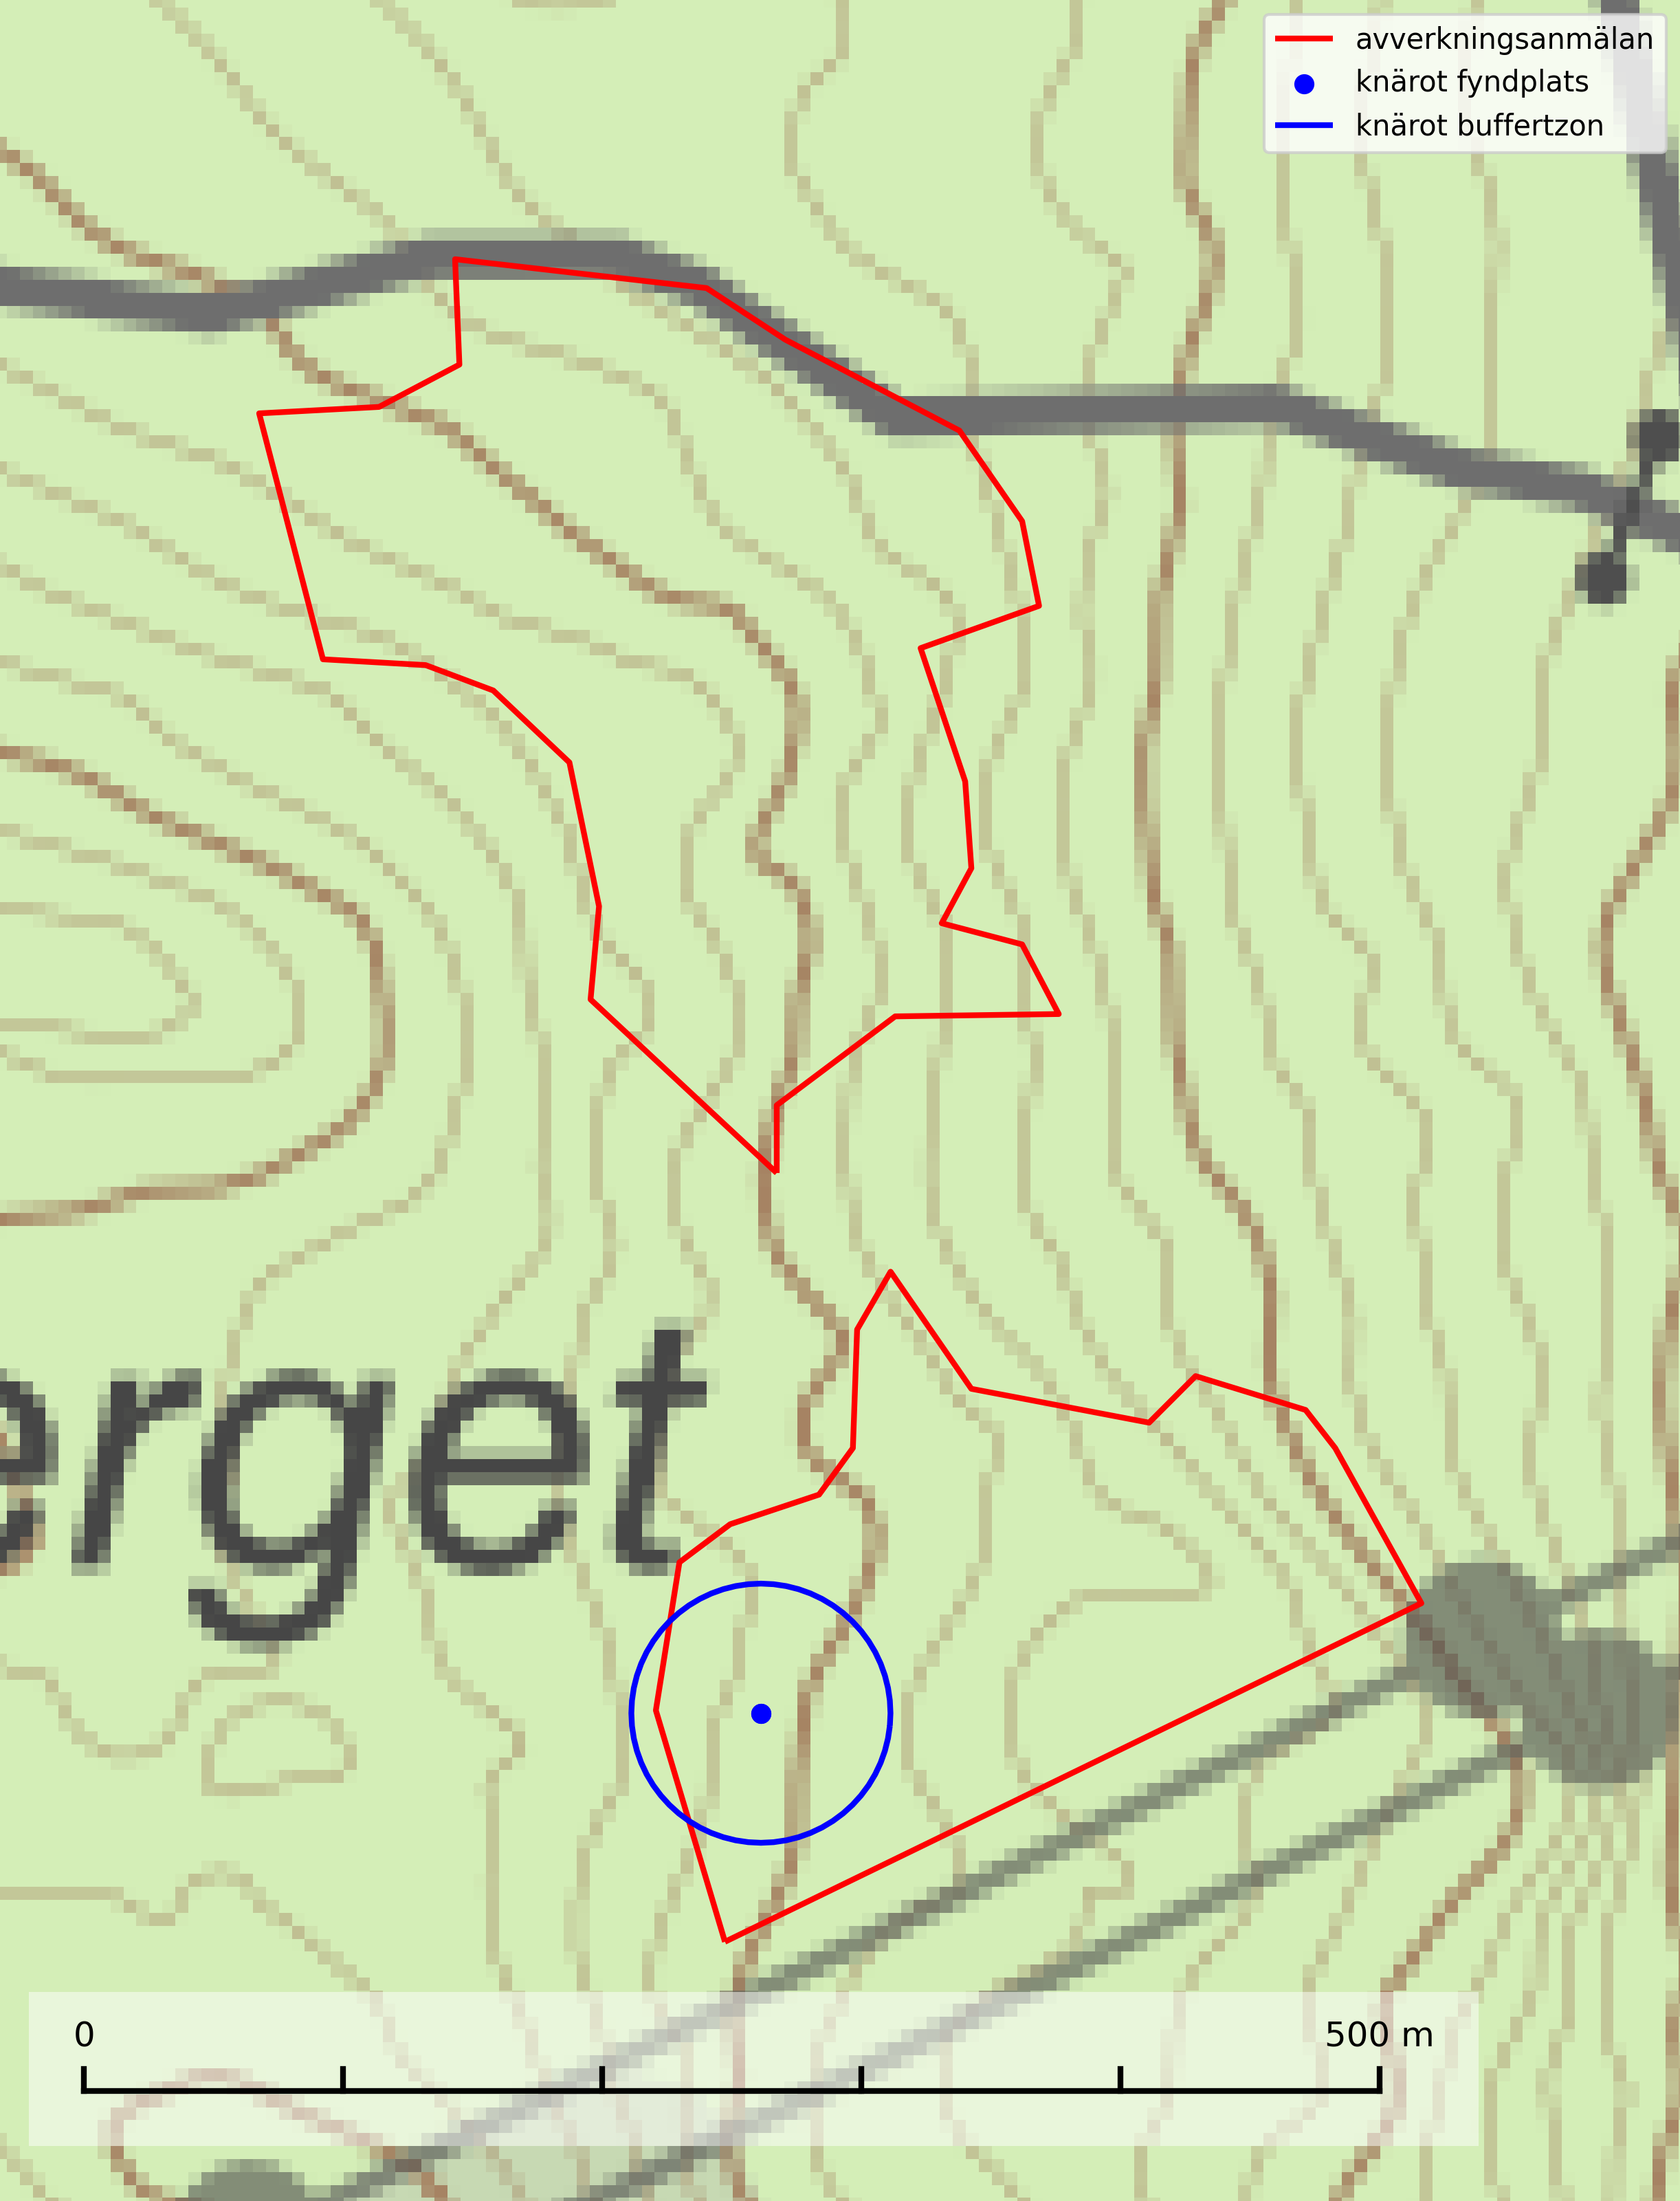 avverkningsanmälan
knärot fyndplats
knärot buffertzon
erget
0 500 m